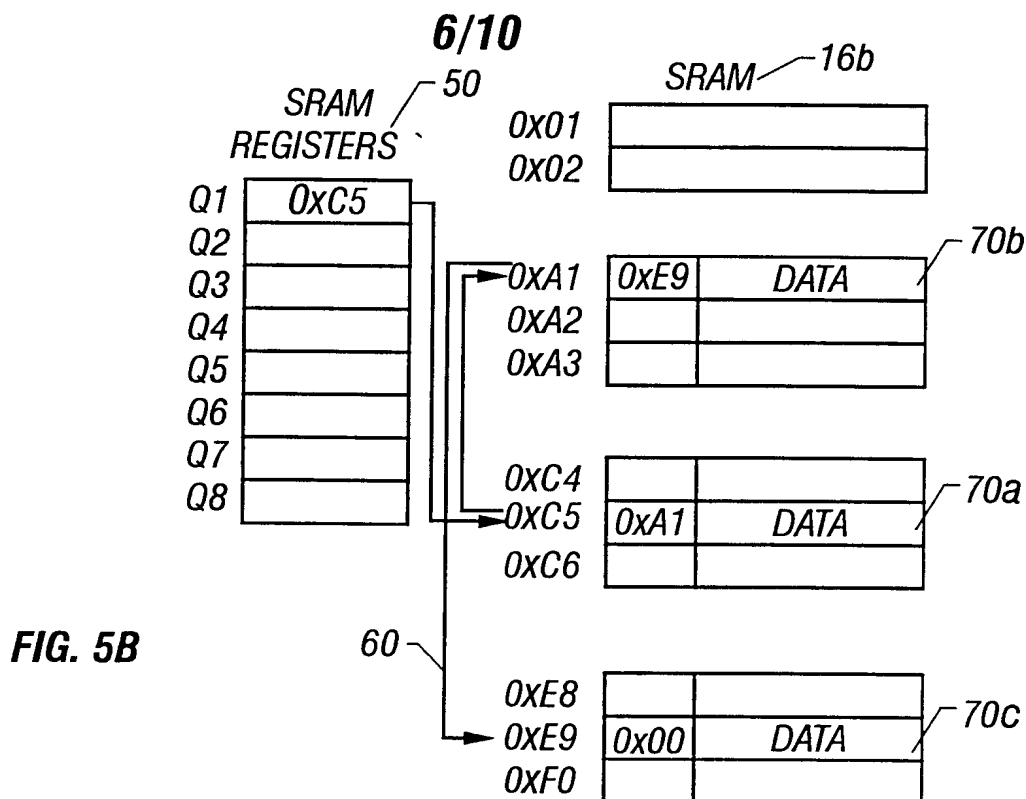 6/10
SRAM
REGISTERS
50
Q1 0xC5
Q2
Q3
Q4
Q5
Q6
Q7
Q8
SRAM 16b
0x01
0x02
0xA1 0xE9 DATA 70b
0xA2
0xA3
0xC4
0xC5 0xA1 DATA 70a
0xC6
60
0xE8
0xE9 0x00 DATA 70c
0xF0
FIG. 5B